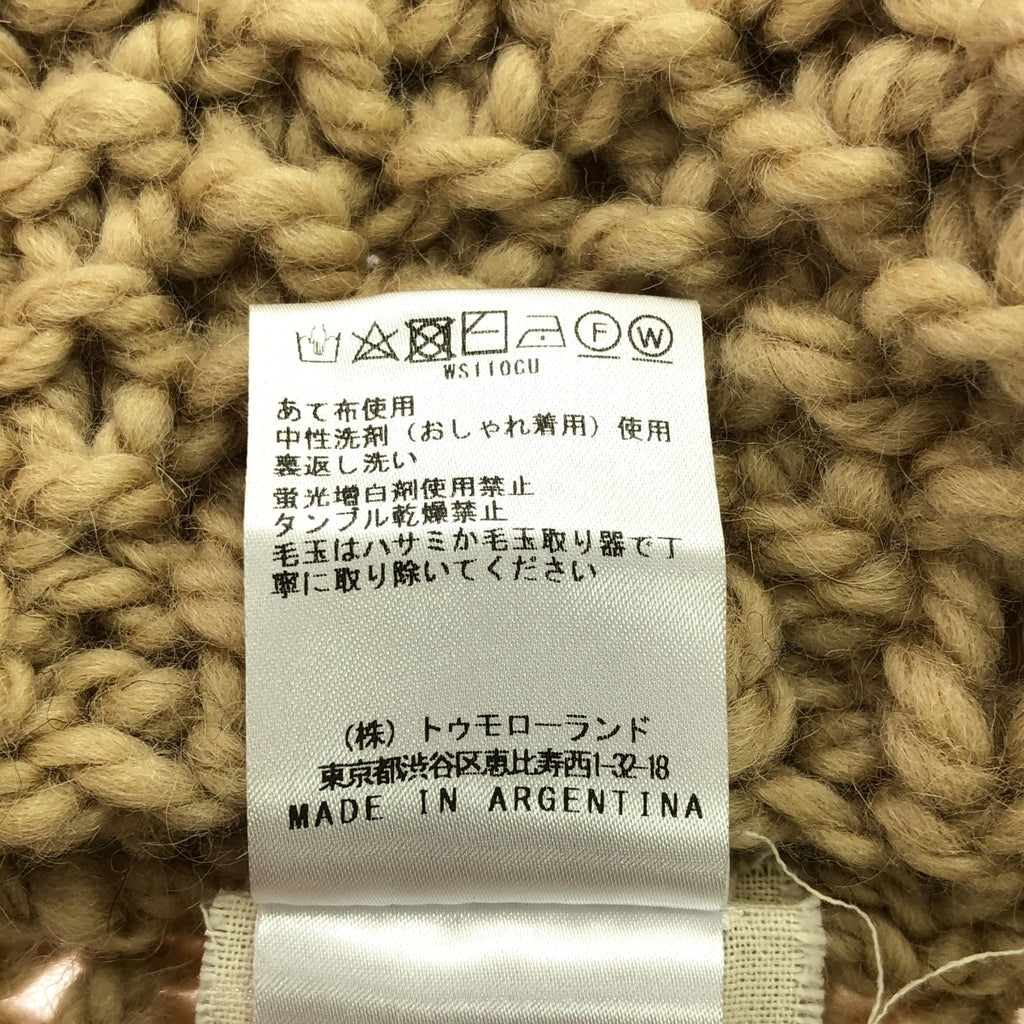 F W
WS110CU
あて布使用
中性洗剤（おしゃれ着用）使用
裏返し洗い
蛍光増白剤使用禁止
タンブル乾燥禁止
毛玉はハサミか毛玉取り器で丁
寧に取り除いてください
（株）トゥモローランド
東京都渋谷区恵比寿西1-32-18
MADE IN ARGENTINA